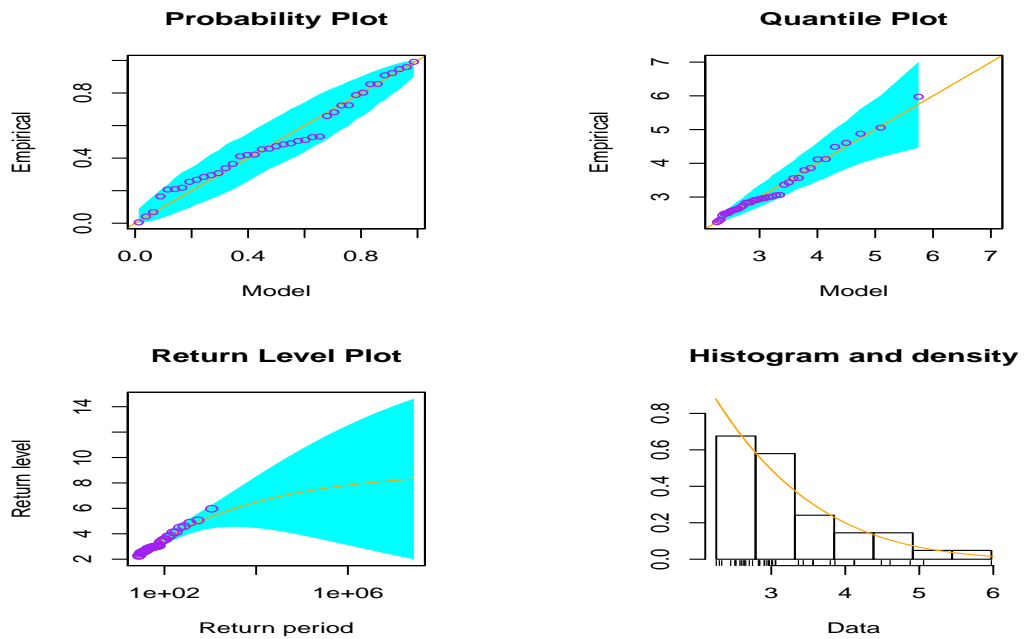 Probability Plot
Empirical
0.0
0.4
0.8
0.0
0.4
0.8
Model
Quantile Plot
Empirical
3
4
5
6
7
3
4
5
6
7
Model
Return Level Plot
Return level
2
4
6
8
10
14
1e+02
1e+06
Return period
Histogram and density
0.0
0.2
0.4
0.6
0.8
3
4
5
6
Data